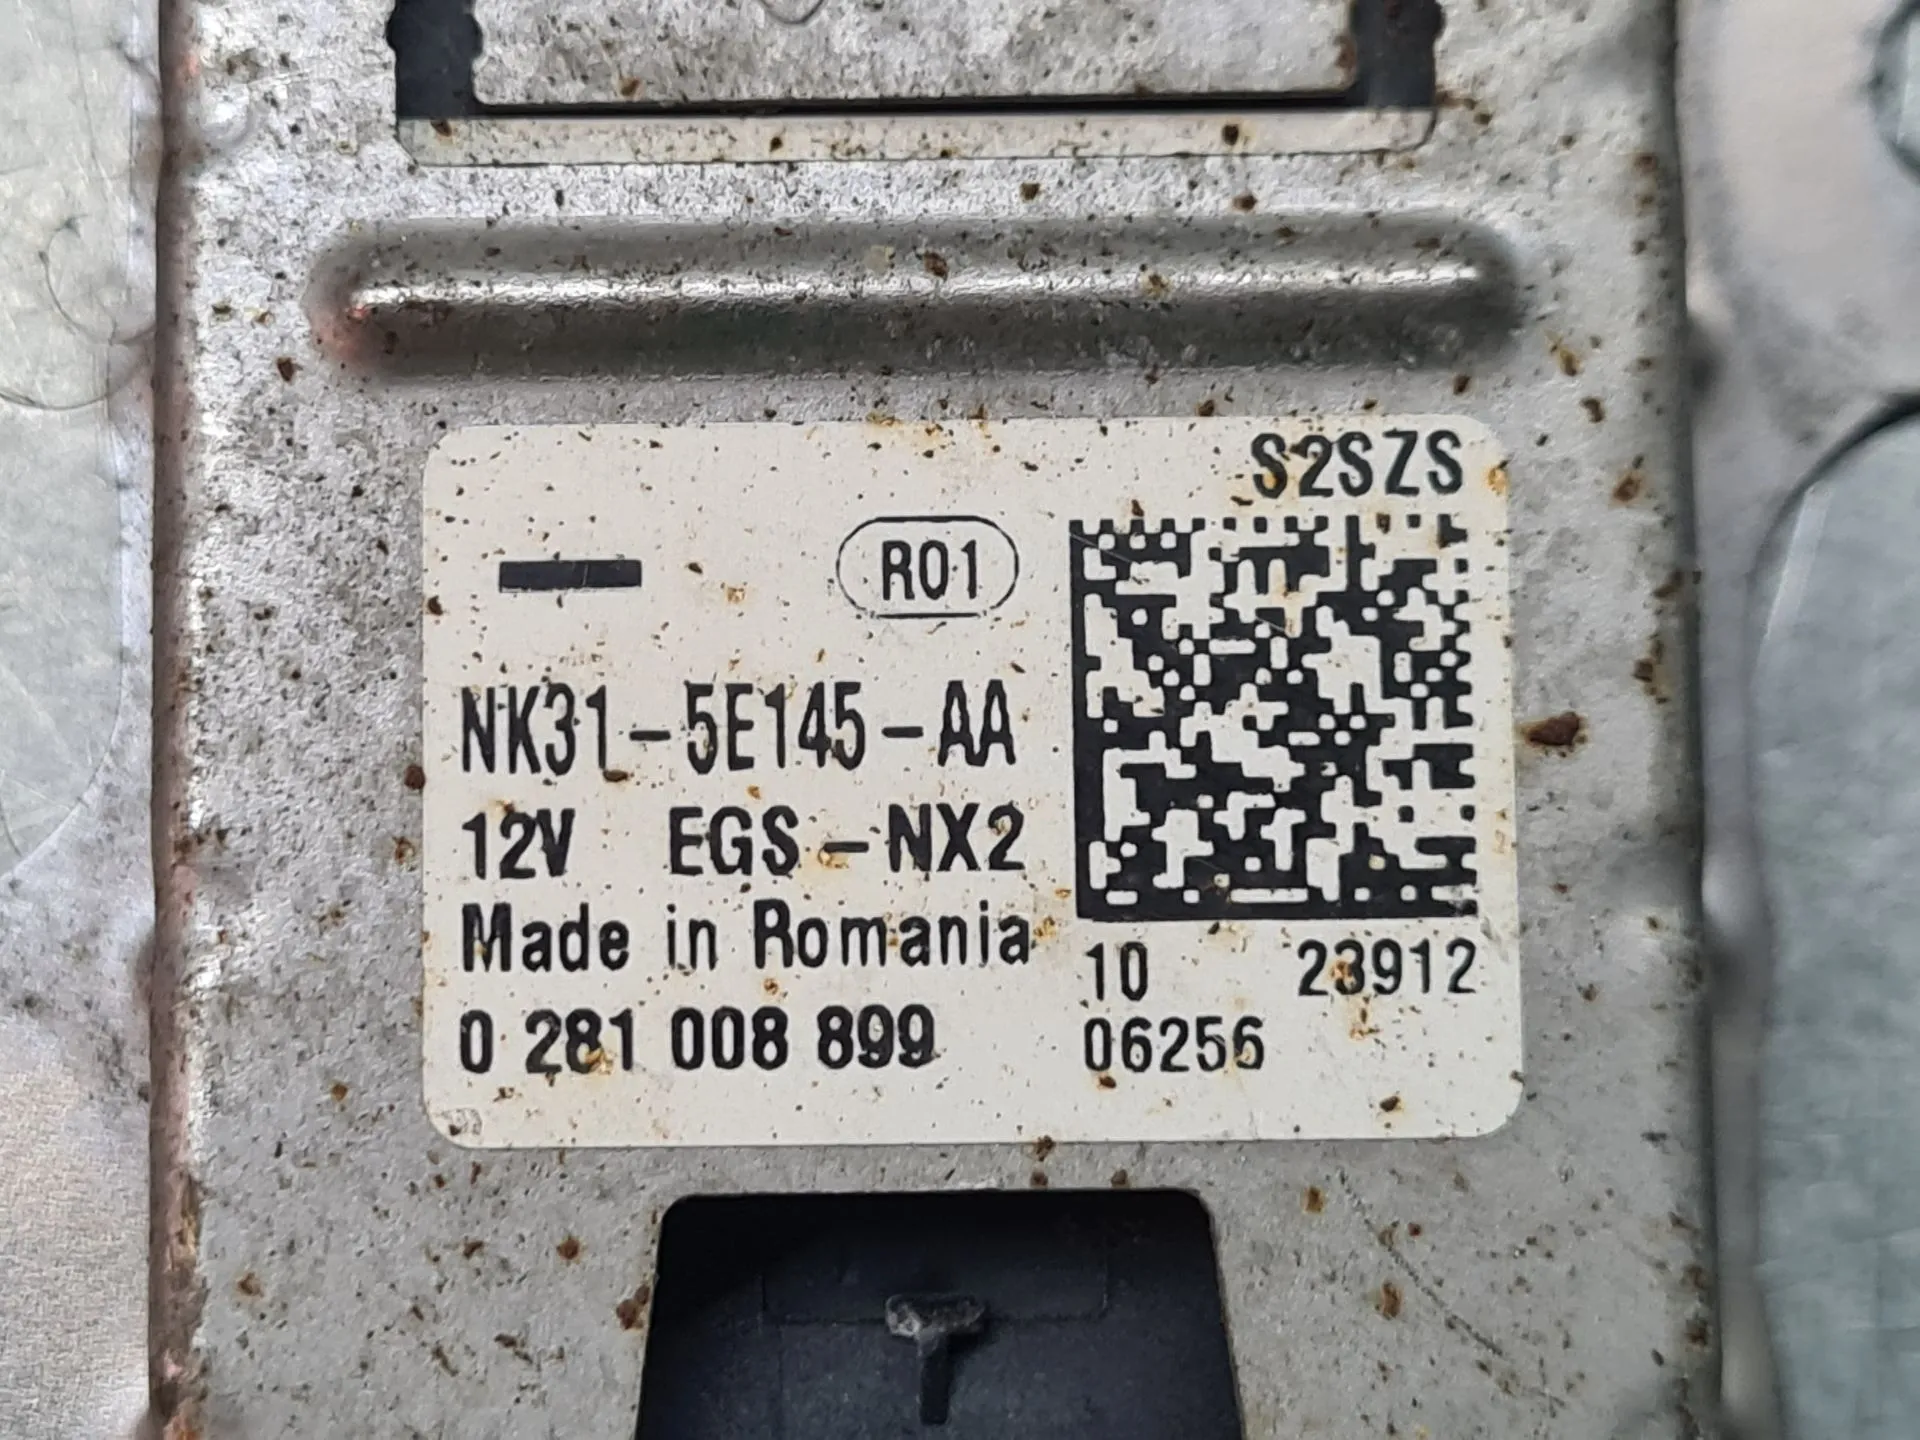 S2SZS
R01
NK31-5E145-AA
12V EGS-NX2
Made in Romania
0 281 008 899
10 23912
06256